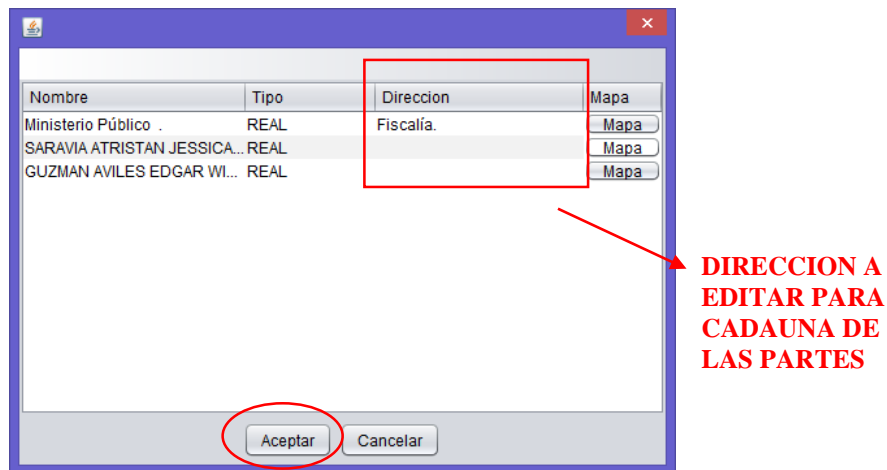 Nombre Tipo Direccion Mapa
Ministerio Público . REAL Fiscalía. Mapa
SARAVIA ATRISTAN JESSICA... REAL Mapa
GUZMAN AVILES EDGAR WI... REAL Mapa
DIRECCION A
EDITAR PARA
CADAUNA DE
LAS PARTES
Aceptar Cancelar